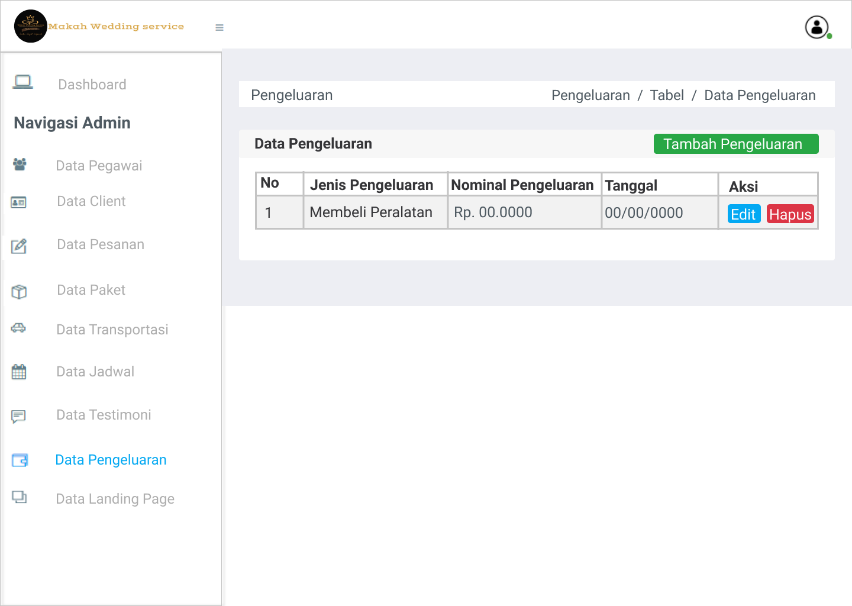 Makah Wedding service
Dashboard
Navigasi Admin
Data Pegawai
Data Client
Data Pesanan
Data Paket
Data Transportasi
Data Jadwal
Data Testimoni
Data Pengeluaran
Data Landing Page
Pengeluaran
Pengeluaran / Tabel / Data Pengeluaran
Data Pengeluaran
Tambah Pengeluaran
No Jenis Pengeluaran Nominal Pengeluaran Tanggal Aksi
1 Membeli Peralatan Rp. 00.0000 00/00/0000 Edit Hapus